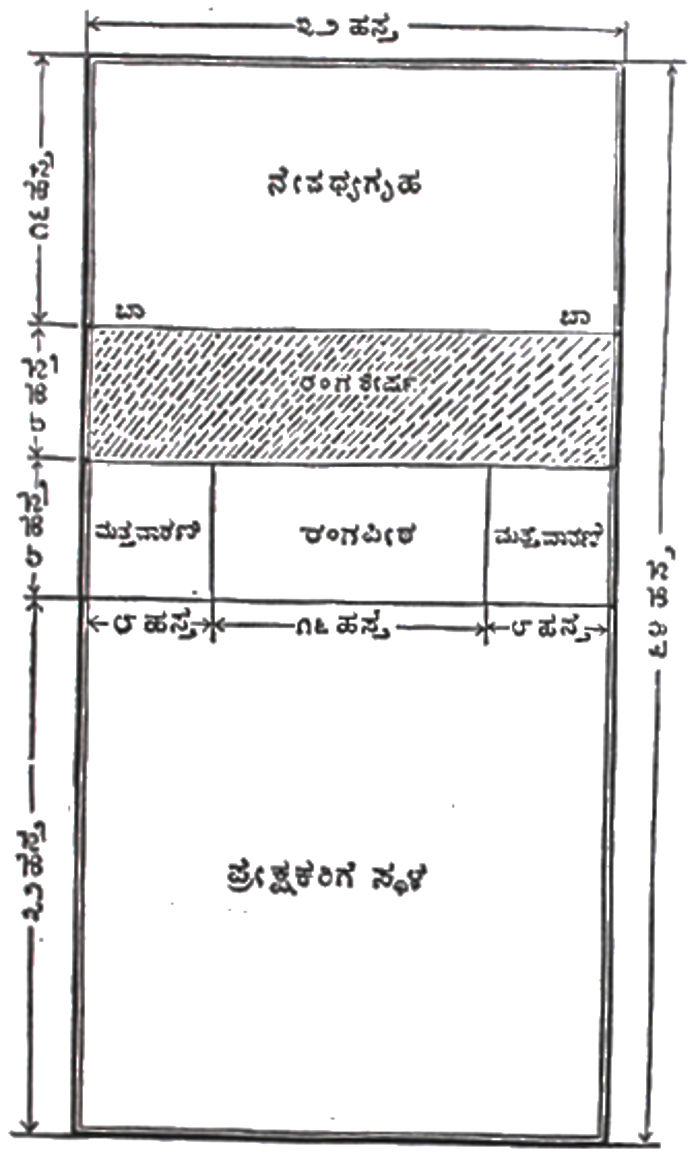 ೩೨ ಹಸ್ತ
೧೬ ಹಸ್ತ
ನೇಪಥ್ಯಗೃಹ
ಬಾ
ಬಾ
೮ ಹಸ್ತ
ರಂಗ ಶೀರ್ಷ
೮ ಹಸ್ತ
ಮತ್ತವಾರಣಿ
ರಂಗಪೀಠ
ಮತ್ತವಾರಣಿ
೬೪ ಹಸ್ತ
೮ ಹಸ್ತ
೧೬ ಹಸ್ತ
೮ ಹಸ್ತ
೩೨ ಹಸ್ತ
ಪ್ರೇಕ್ಷಕರಿಗೆ ಸ್ಥಳ